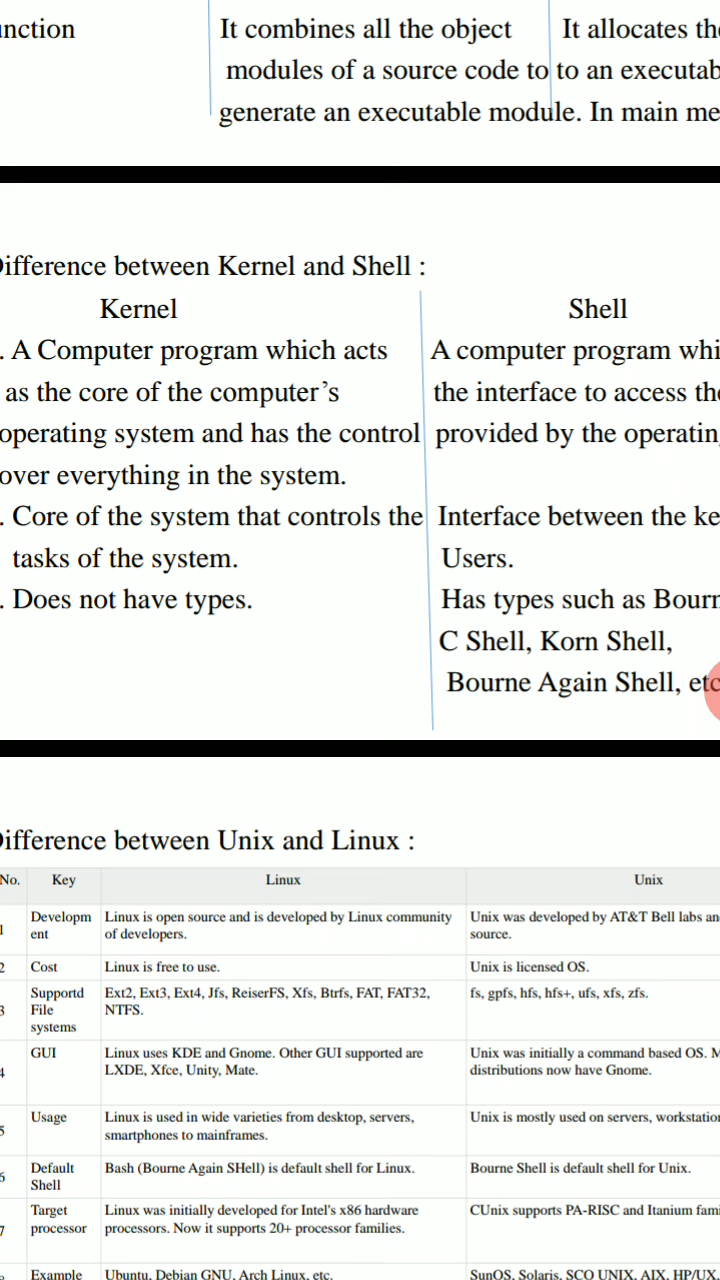 unction It combines all the object It allocates the
modules of a source code to to an executab
generate an executable module. In main me
Difference between Kernel and Shell :
Kernel Shell
. A Computer program which acts A computer program whi
as the core of the computer’s the interface to access the
operating system and has the control provided by the operatin
over everything in the system.
. Core of the system that controls the Interface between the ke
tasks of the system. Users.
. Does not have types. Has types such as Bourn
C Shell, Korn Shell,
Bourne Again Shell, etc
Difference between Unix and Linux :
No. Key Linux Unix
1 Developm Linux is open source and is developed by Linux community Unix was developed by AT&T Bell labs an
ent of developers. source.
2 Cost Linux is free to use. Unix is licensed OS.
3 Supportd Ext2, Ext3, Ext4, Jfs, ReiserFS, Xfs, Btrfs, FAT, FAT32, fs, gpfs, hfs, hfs+, ufs, xfs, zfs.
File NTFS.
systems
4 GUI Linux uses KDE and Gnome. Other GUI supported are Unix was initially a command based OS. M
LXDE, Xfce, Unity, Mate. distributions now have Gnome.
5 Usage Linux is used in wide varieties from desktop, servers, Unix is mostly used on servers, workstation
smartphones to mainframes.
6 Default Bash (Bourne Again SHell) is default shell for Linux. Bourne Shell is default shell for Unix.
Shell
7 Target Linux was initially developed for Intel's x86 hardware CUnix supports PA-RISC and Itanium fami
processor processors. Now it supports 20+ processor families.
Example Ubuntu, Debian GNU, Arch Linux, etc. SunOS, Solaris, SCO UNIX, AIX, HP/UX,